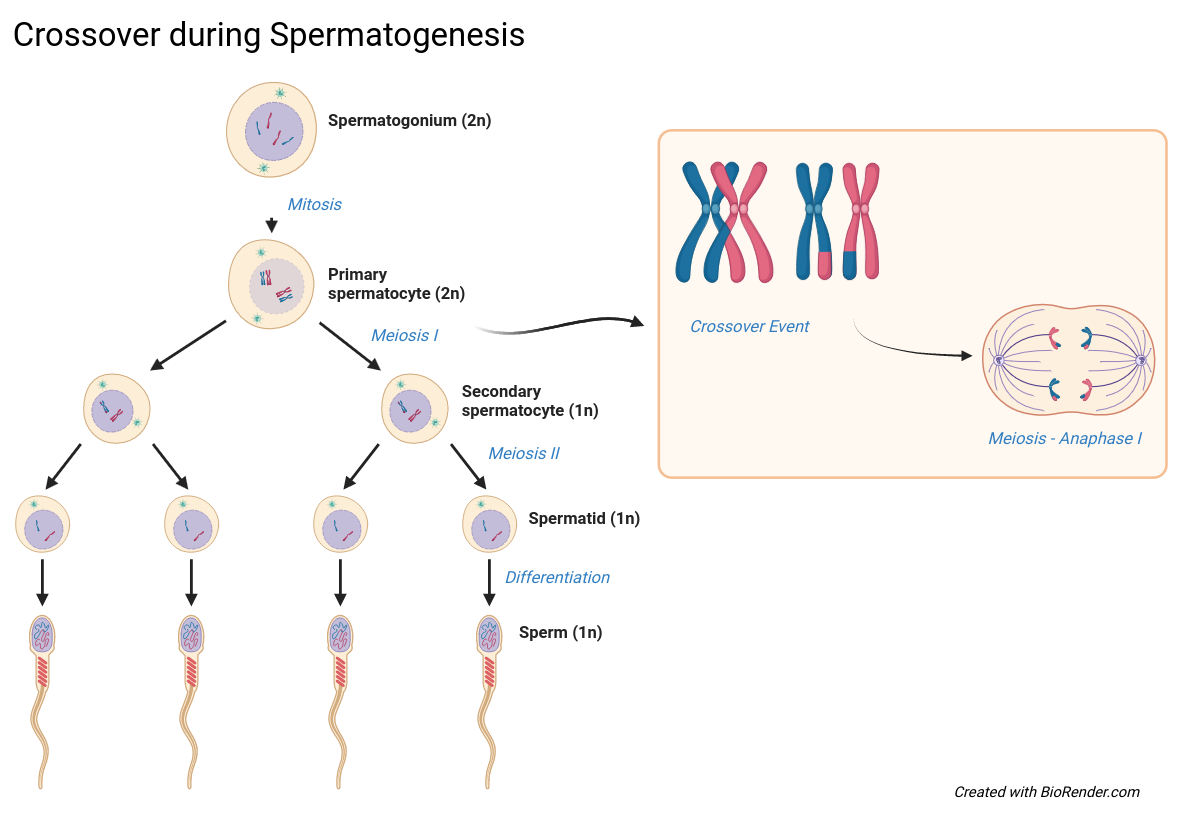 Crossover during Spermatogenesis
Spermatogonium (2n)
Mitosis
Primary
spermatocyte (2n)
Meiosis I
Secondary
spermatocyte (1n)
Meiosis II
Spermatid (1n)
Differentiation
Sperm (1n)
Crossover Event
Meiosis - Anaphase I
Created with BioRender.com